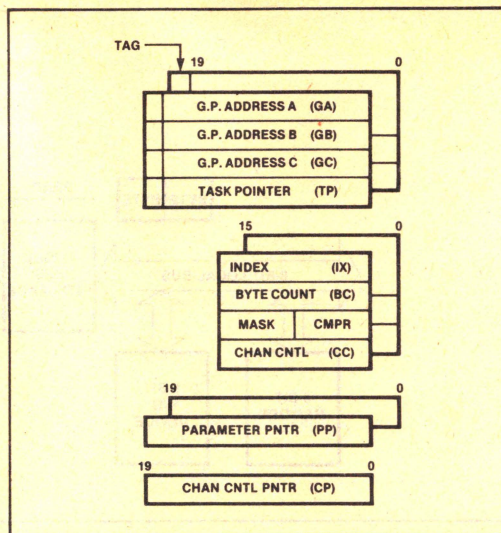 TAG
19 0
G.P. ADDRESS A (GA)
G.P. ADDRESS B (GB)
G.P. ADDRESS C (GC)
TASK POINTER (TP)
15 0
INDEX (IX)
BYTE COUNT (BC)
MASK CMPR
CHAN CNTL (CC)
19 0
PARAMETER PNTR (PP)
19 0
CHAN CNTL PNTR (CP)